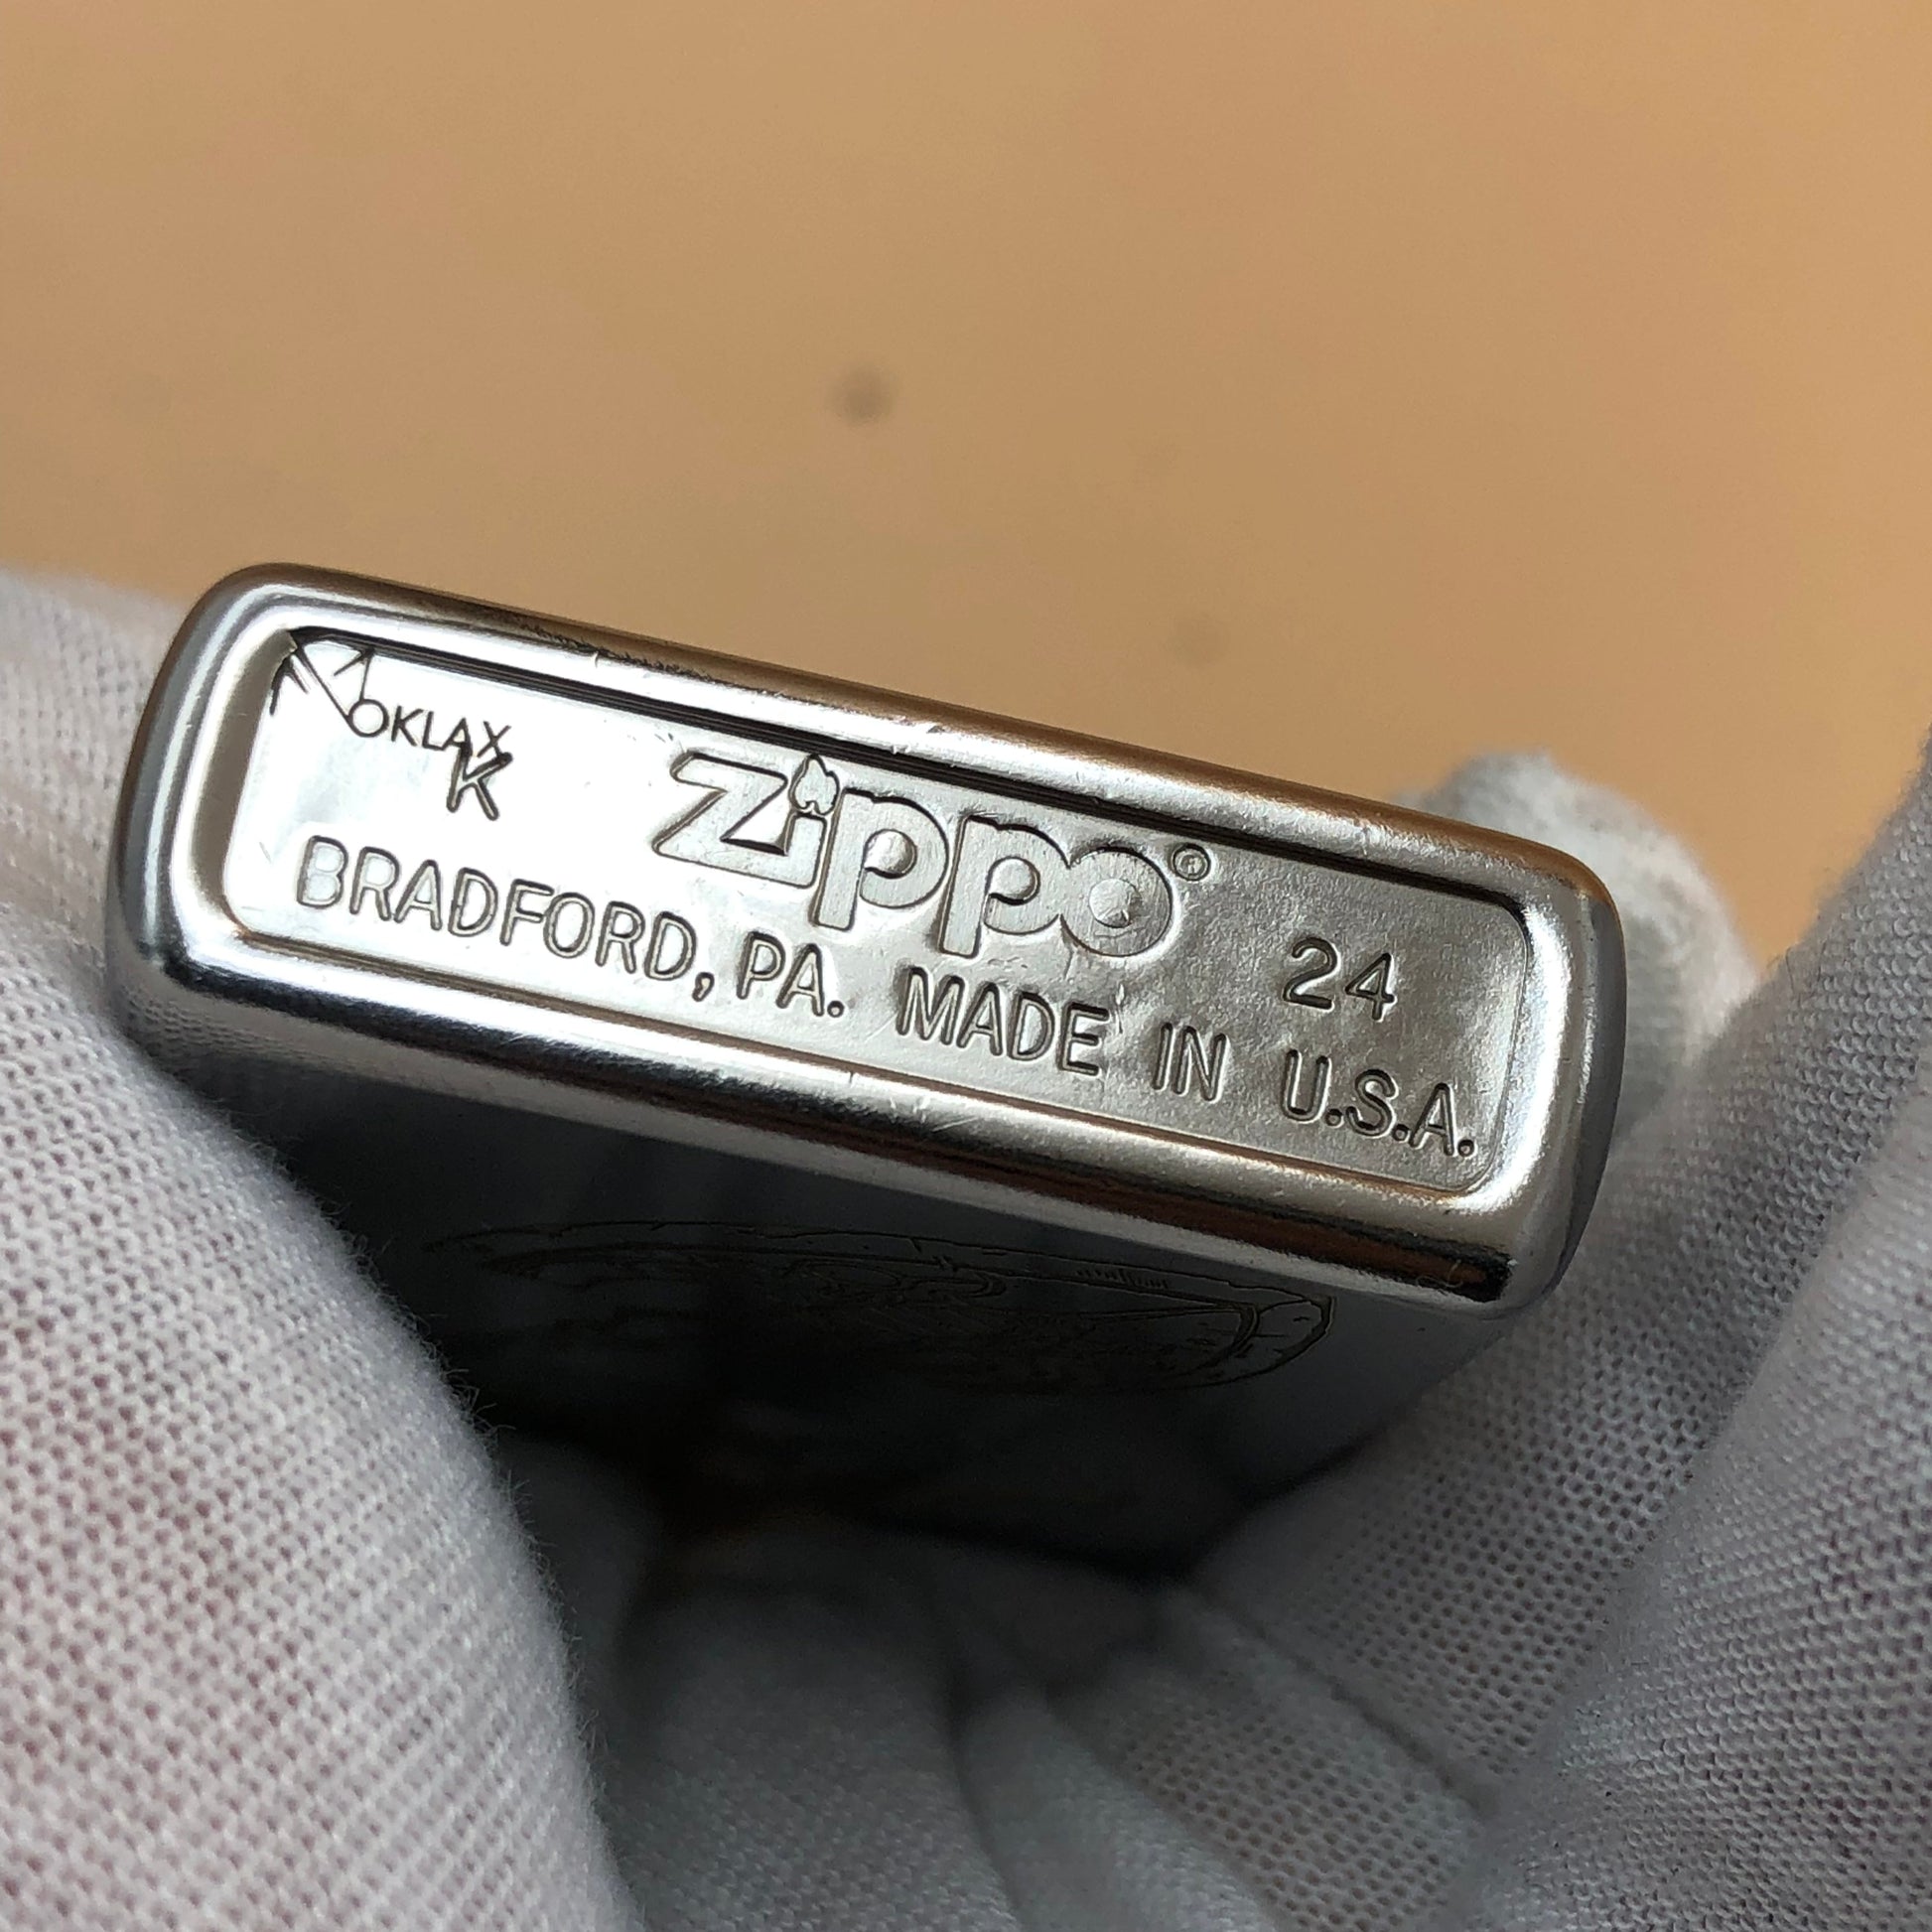 OKLAX
K
Zippo®
24
BRADFORD, PA. MADE IN U.S.A.